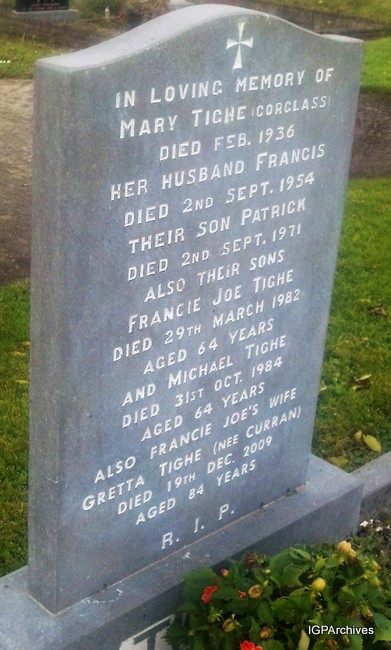 IN LOVING MEMORY OF
MARY TIGHE (CORGLASS)
DIED FEB. 1936
HER HUSBAND FRANCIS
DIED 2ND SEPT. 1954
THEIR SON PATRICK
DIED 2ND SEPT. 1971
ALSO THEIR SONS
FRANCIE JOE TIGHE
DIED 29TH MARCH 1982
AGED 64 YEARS
AND MICHAEL TIGHE
DIED 31ST OCT. 1984
AGED 64 YEARS
ALSO FRANCIE JOE'S WIFE
GRETTA TIGHE (NEE CURRAN)
DIED 19TH DEC. 2009
AGED 84 YEARS
R. I. P.
IGPArchives